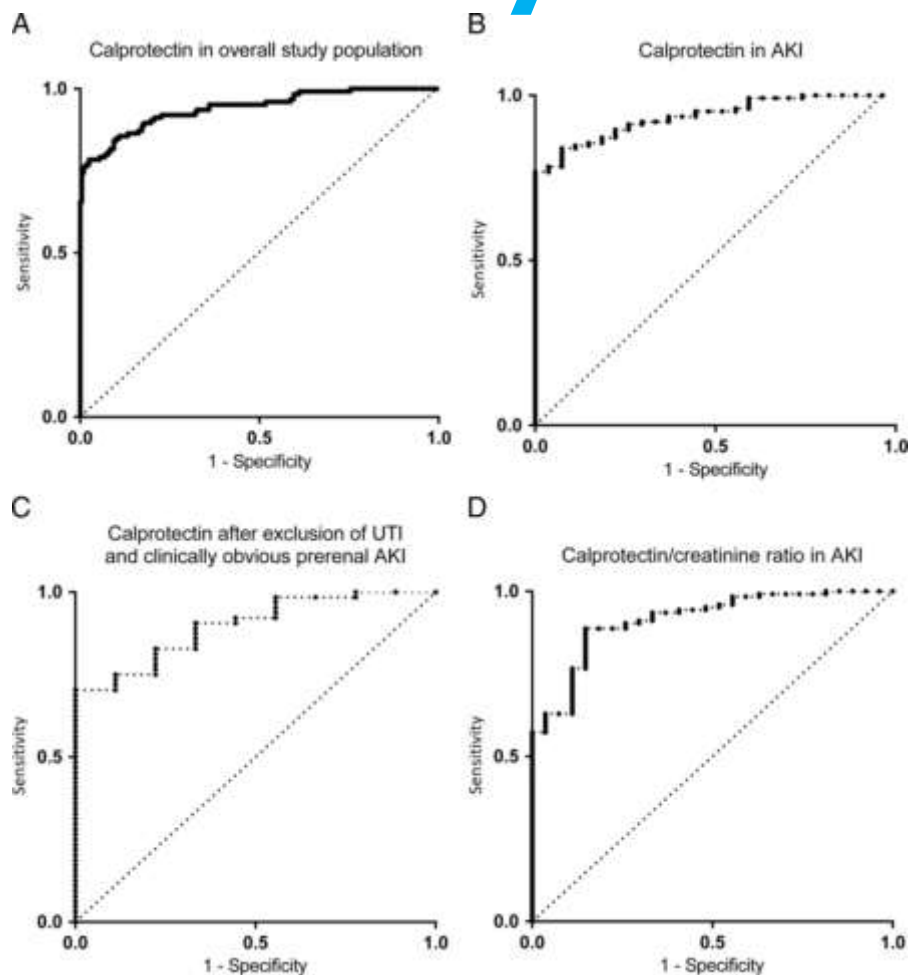 A
Calprotectin in overall study population
1.0
0.5
0.0
Sensitivity
0.0 0.5 1.0
1 - Specificity
B
Calprotectin in AKI
1.0
0.5
0.0
Sensitivity
0.0 0.5 1.0
1 - Specificity
C
Calprotectin after exclusion of UTI
and clinically obvious prerenal AKI
1.0
0.5
0.0
Sensitivity
0.0 0.5 1.0
1 - Specificity
D
Calprotectin/creatinine ratio in AKI
1.0
0.5
0.0
Sensitivity
0.0 0.5 1.0
1 - Specificity